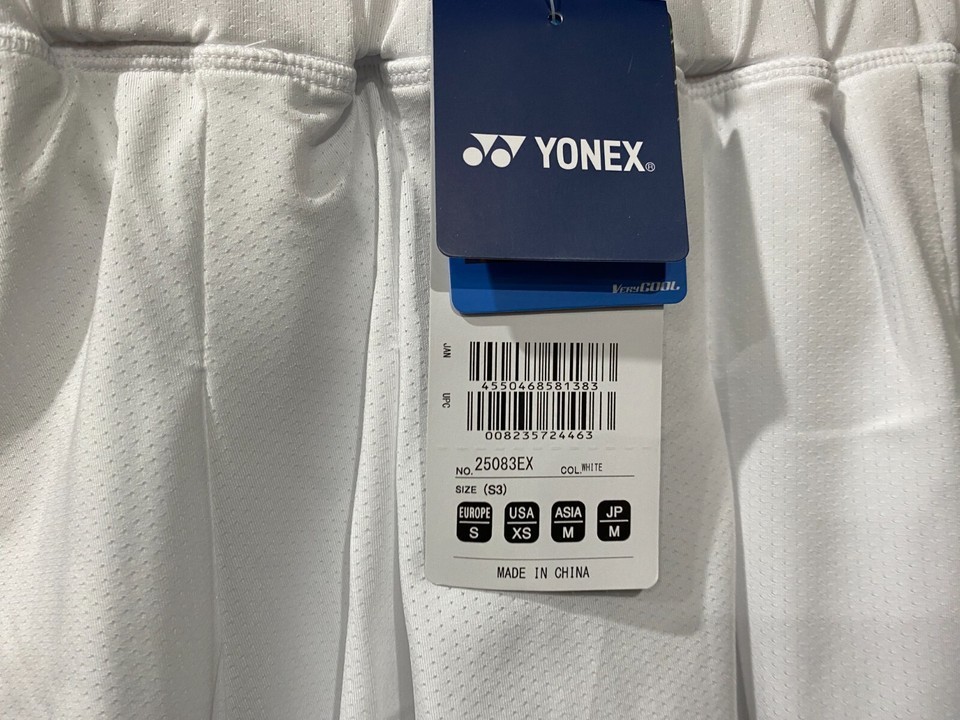 YONEX®
VERYCOOL
JAN
4550468581383
UPC
008235724463
NO. 25083EX COL. WHITE
SIZE (S3)
EUROPE USA ASIA JP
S XS M M
MADE IN CHINA